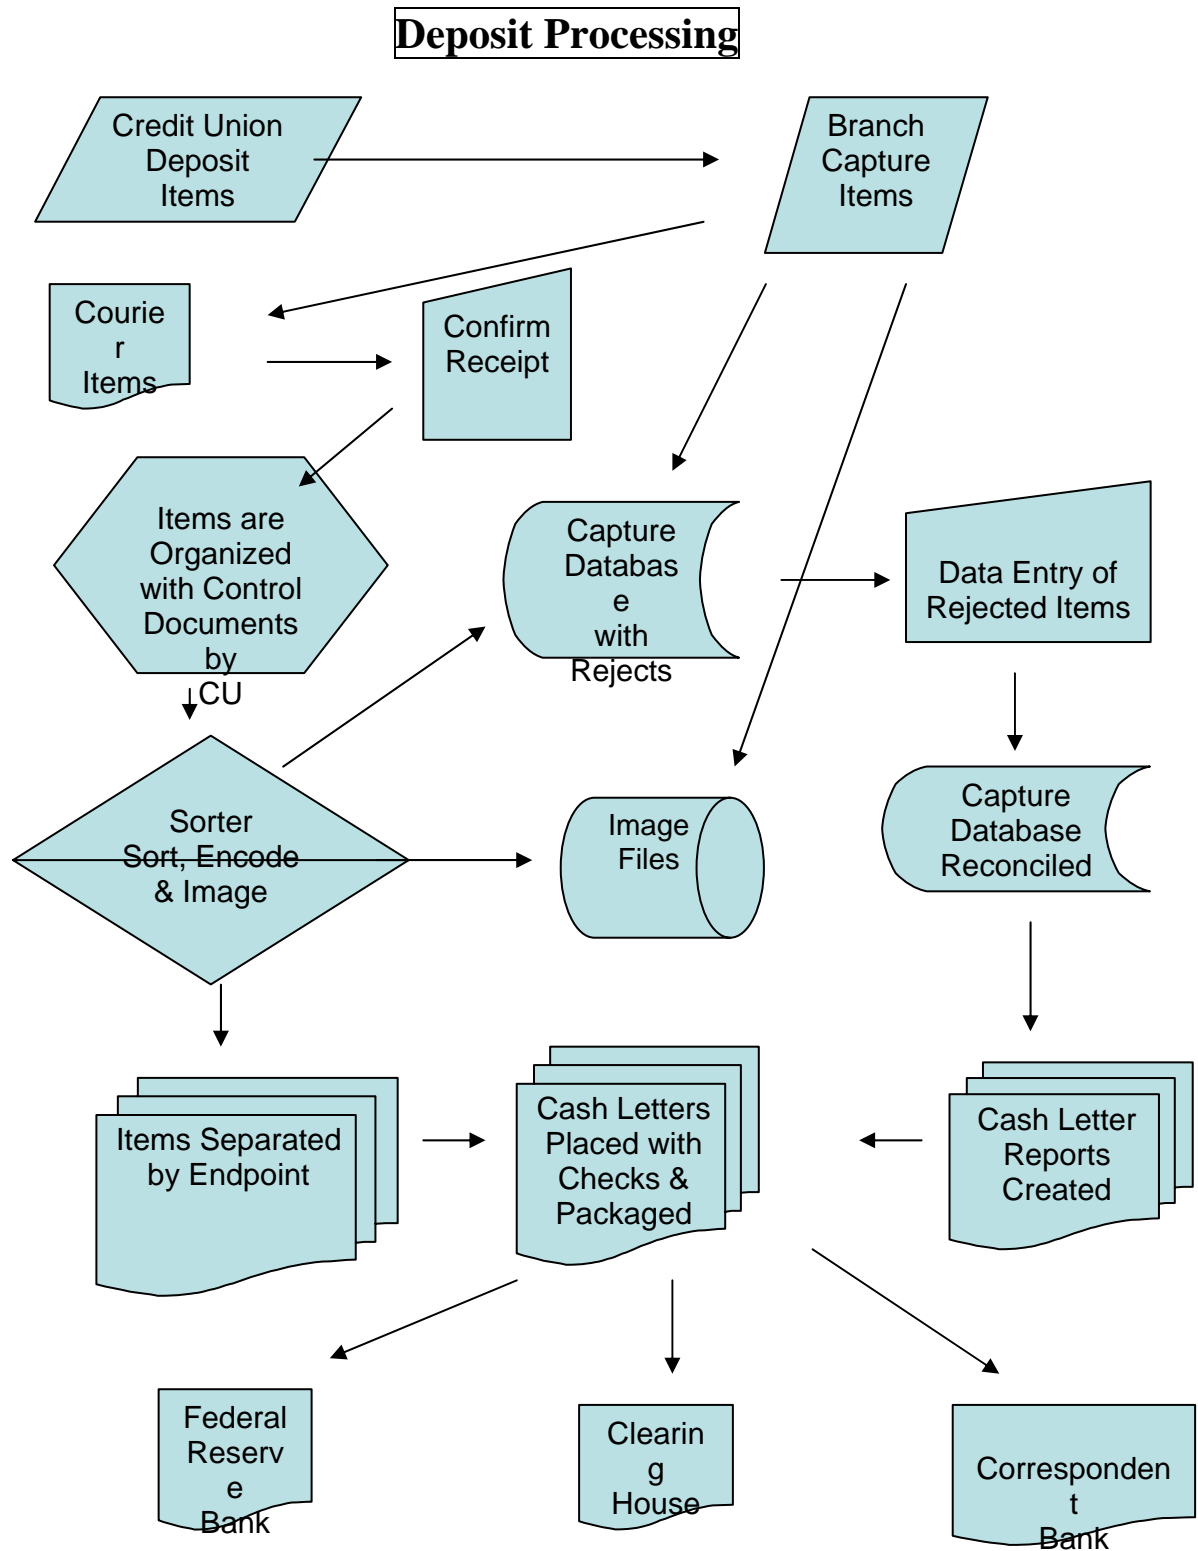 Deposit Processing
Credit Union
Deposit
Items
Branch
Capture
Items
Courie
r
Items
Confirm
Receipt
Items are
Organized
with Control
Documents
by
CU
Capture
Databas
e
with
Rejects
Data Entry of
Rejected Items
Sorter
Sort, Encode
& Image
Image
Files
Capture
Database
Reconciled
Items Separated
by Endpoint
Cash Letters
Placed with
Checks &
Packaged
Cash Letter
Reports
Created
Federal
Reserv
e
Bank
Clearin
g
House
Corresponden
t
Bank